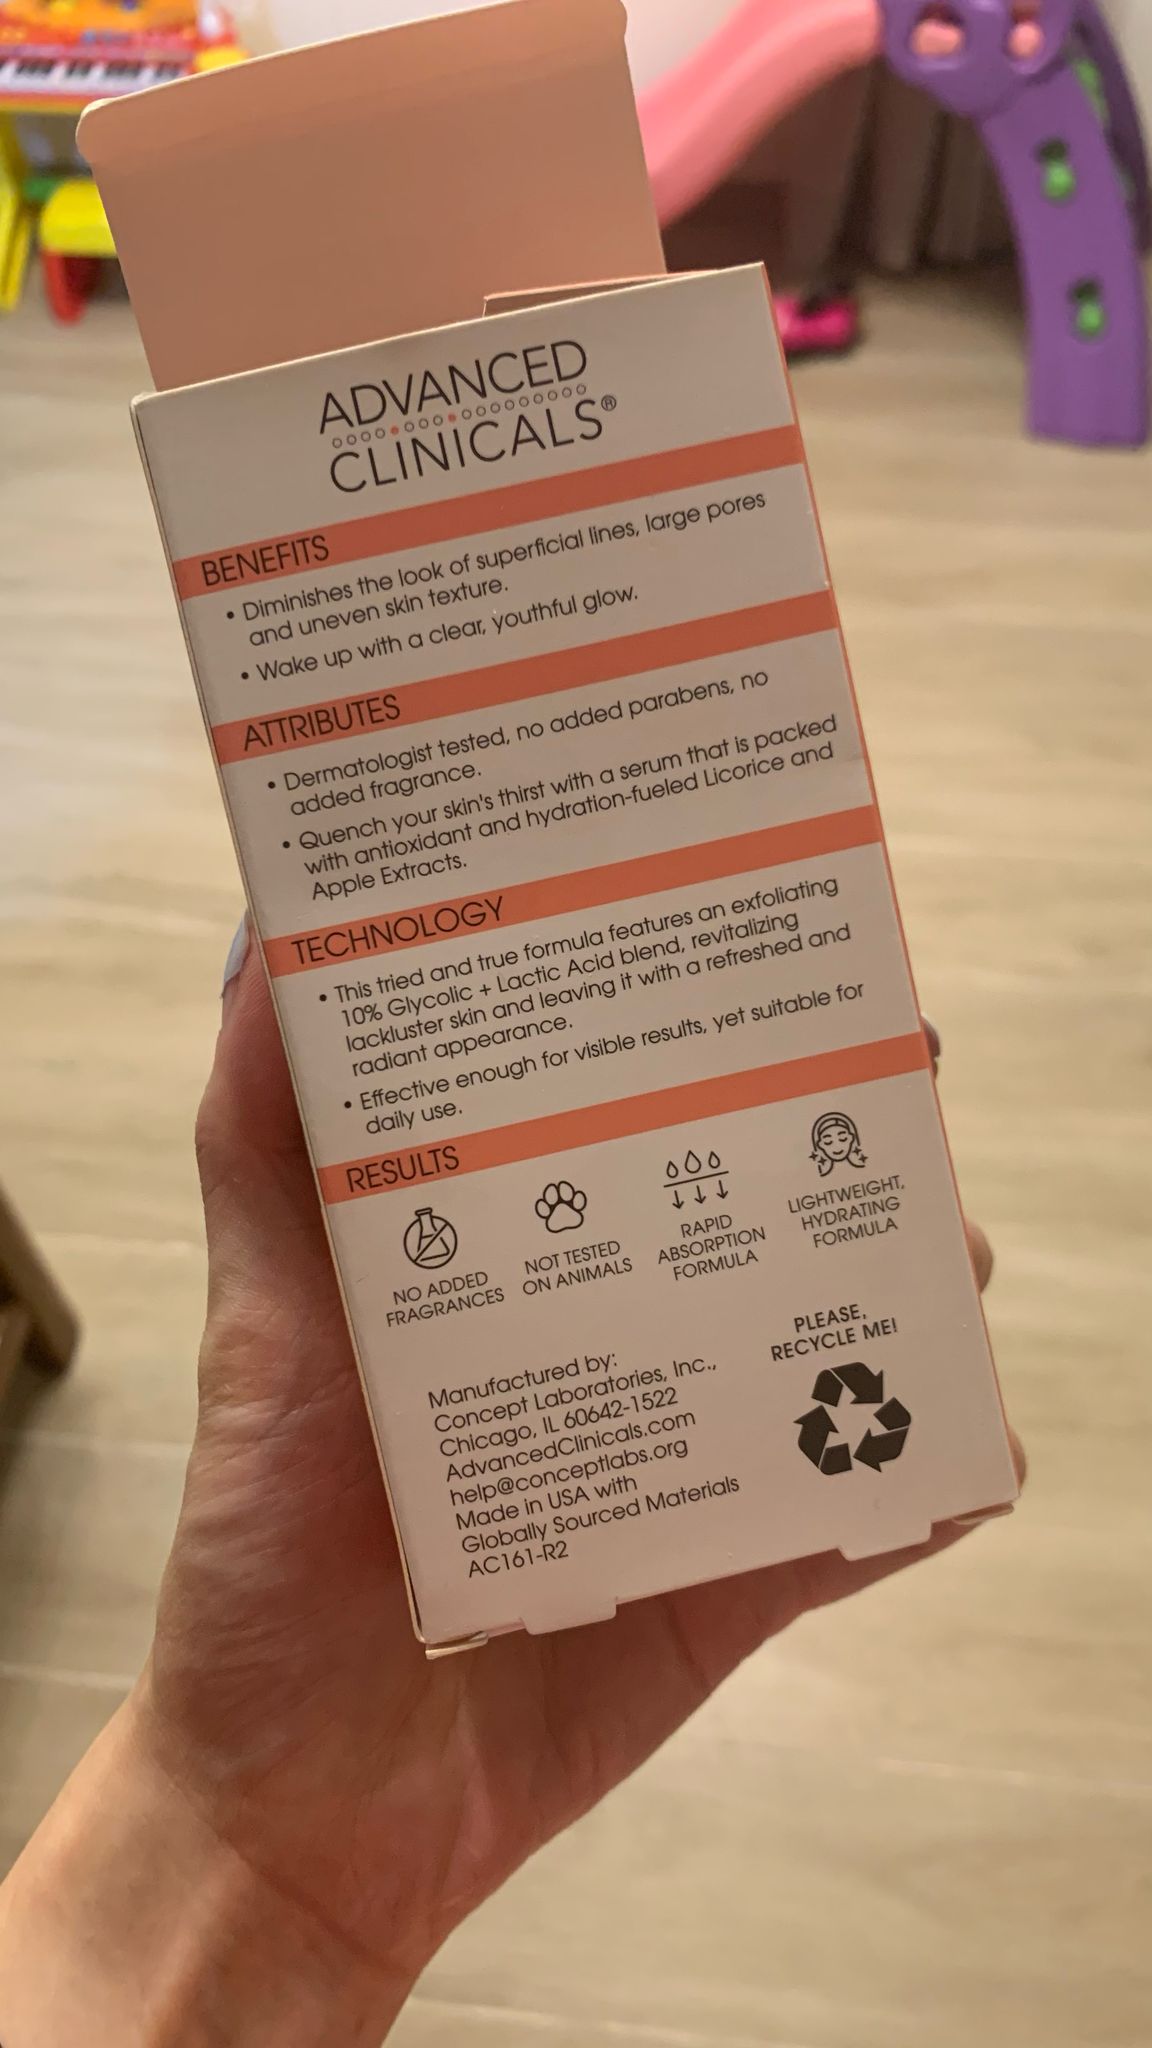 ADVANCED
CLINICALS®
BENEFITS
• Diminishes the look of superficial lines, large pores
and uneven skin texture.
• Wake up with a clear, youthful glow.
ATTRIBUTES
• Dermatologist tested, no added parabens, no
added fragrance.
• Quench your skin's thirst with a serum that is packed
with antioxidant and hydration-fueled Licorice and
Apple Extracts.
TECHNOLOGY
• This tried and true formula features an exfoliating
10% Glycolic + Lactic Acid blend, revitalizing
lackluster skin and leaving it with a refreshed and
radiant appearance.
• Effective enough for visible results, yet suitable for
daily use.
RESULTS
NO ADDED
FRAGRANCES
NOT TESTED
ON ANIMALS
RAPID
ABSORPTION
FORMULA
LIGHTWEIGHT,
HYDRATING
FORMULA
PLEASE,
RECYCLE ME!
Manufactured by:
Concept Laboratories, Inc.,
Chicago, IL 60642-1522
AdvancedClinicals.com
help@conceptlabs.org
Made in USA with
Globally Sourced Materials
AC161-R2